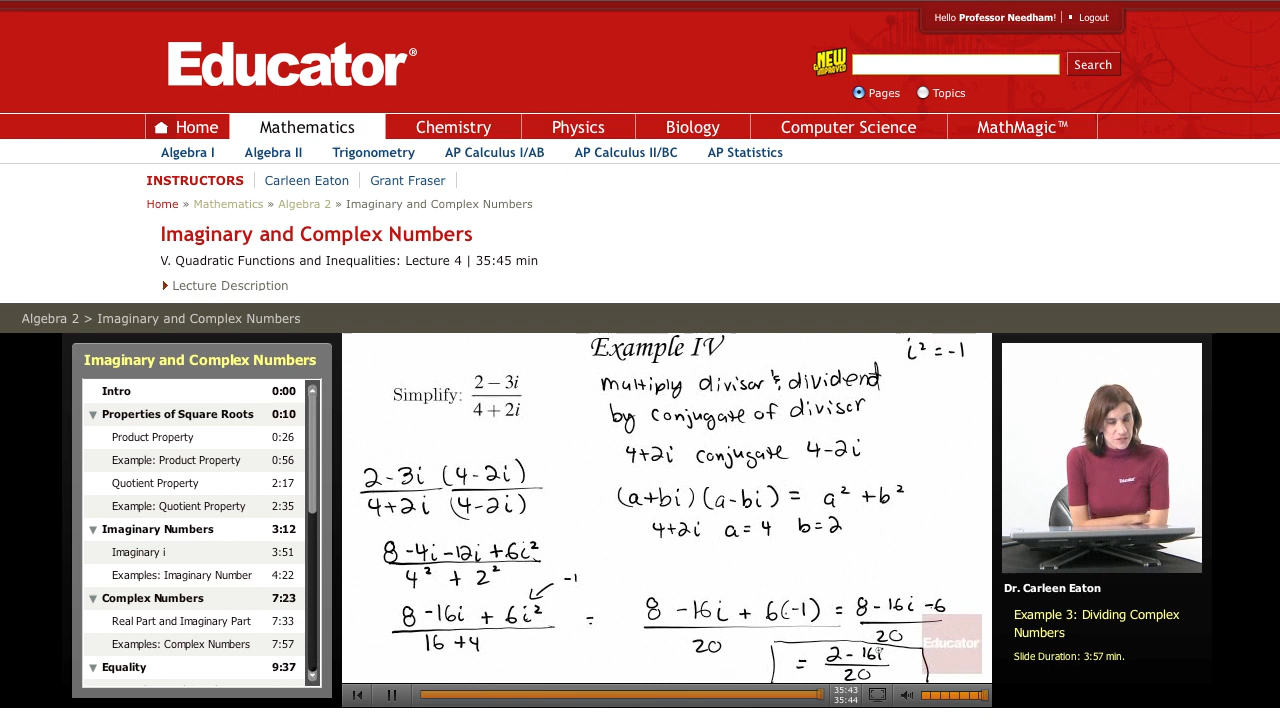 Hello Professor Needham! | ▪ Logout
Educator®
NEW & IMPROVED
Search
Pages Topics
Home Mathematics Chemistry Physics Biology Computer Science MathMagic™
Algebra I Algebra II Trigonometry AP Calculus I/AB AP Calculus II/BC AP Statistics
INSTRUCTORS Carleen Eaton Grant Fraser
Home » Mathematics » Algebra 2 » Imaginary and Complex Numbers
Imaginary and Complex Numbers
V. Quadratic Functions and Inequalities: Lecture 4 | 35:45 min
Lecture Description
Algebra 2 > Imaginary and Complex Numbers
Imaginary and Complex Numbers
Intro 0:00
Properties of Square Roots 0:10
Product Property 0:26
Example: Product Property 0:56
Quotient Property 2:17
Example: Quotient Property 2:35
Imaginary Numbers 3:12
Imaginary i 3:51
Examples: Imaginary Number 4:22
Complex Numbers 7:23
Real Part and Imaginary Part 7:33
Examples: Complex Numbers 7:57
Equality 9:37
Example IV
i² = -1
Simplify: 2 − 3i
4 + 2i
multiply divisor & dividend
by conjugate of divisor
4+2i conjugate 4-2i
(a+bi)(a-bi) = a² + b²
4+2i a=4 b=2
2-3i (4-2i)
4+2i (4-2i)
8 -4i -12i +6i²
4² + 2²
-1
8 -16i + 6i²
16 +4
=
8 -16i + 6(-1)
20
= 8 - 16i -6
20
= 2 - 16i
20
Educator
35:43
35:44
Educator
Dr. Carleen Eaton
Example 3: Dividing Complex
Numbers
Slide Duration: 3:57 min.